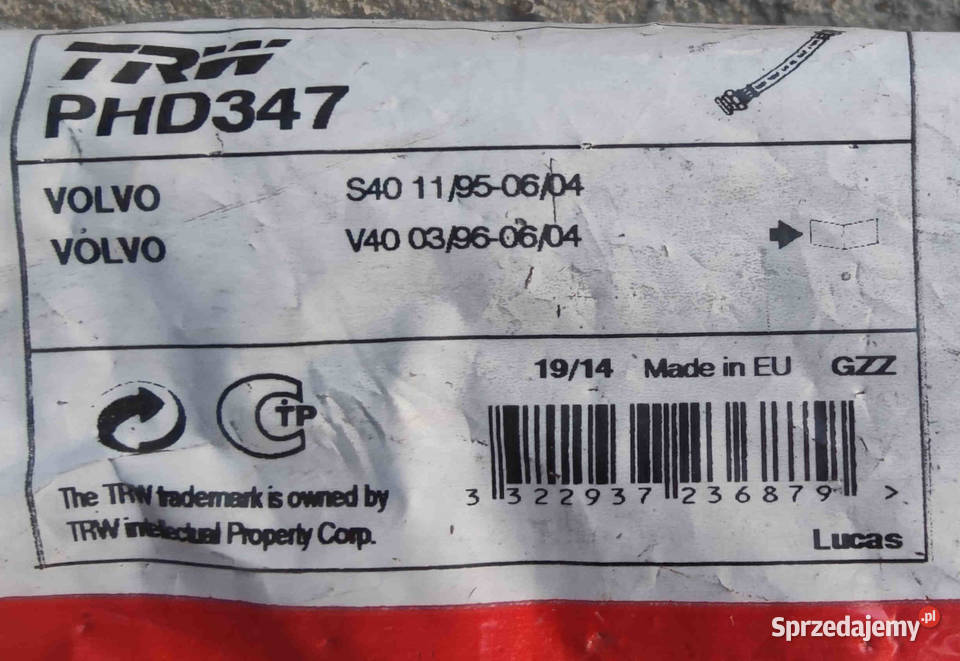 TRW
PHD347
VOLVO S40 11/95-06/04
VOLVO V40 03/96-06/04
19/14 Made in EU GZZ
CTP
The TRW trademark is owned by
TRW Intellectual Property Corp.
3 322937 236879 >
Lucas
Sprzedajemy.pl